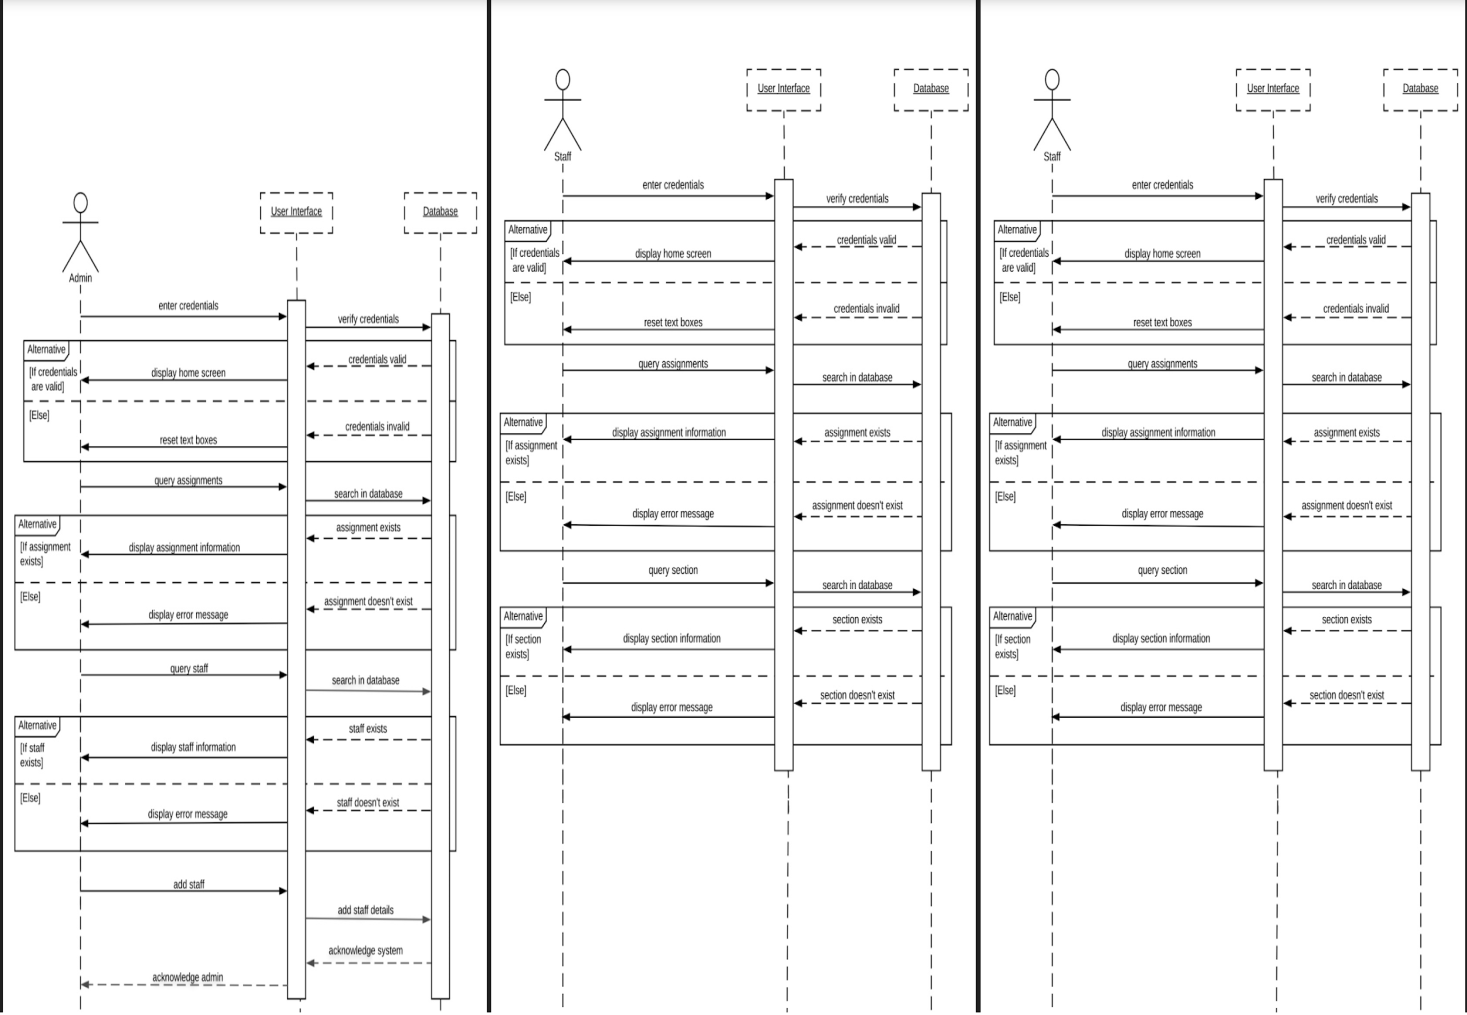 User Interface
Database
Admin
enter credentials
verify credentials
Alternative
credentials valid
[If credentials
are valid]
display home screen
[Else]
credentials invalid
reset text boxes
query assignments
search in database
Alternative
assignment exists
[If assignment
exists]
display assignment information
[Else]
assignment doesn't exist
display error message
query staff
search in database
Alternative
staff exists
[If staff
exists]
display staff information
[Else]
staff doesn't exist
display error message
add staff
add staff details
acknowledge system
acknowledge admin
User Interface
Database
Staff
enter credentials
verify credentials
Alternative
credentials valid
[If credentials
are valid]
display home screen
[Else]
credentials invalid
reset text boxes
query assignments
search in database
Alternative
display assignment information
assignment exists
[If assignment
exists]
[Else]
assignment doesn't exist
display error message
query section
search in database
Alternative
section exists
[If section
exists]
display section information
[Else]
section doesn't exist
display error message
User Interface
Database
Staff
enter credentials
verify credentials
Alternative
credentials valid
[If credentials
are valid]
display home screen
[Else]
credentials invalid
reset text boxes
query assignments
search in database
Alternative
display assignment information
assignment exists
[If assignment
exists]
[Else]
assignment doesn't exist
display error message
query section
search in database
Alternative
section exists
[If section
exists]
display section information
[Else]
section doesn't exist
display error message